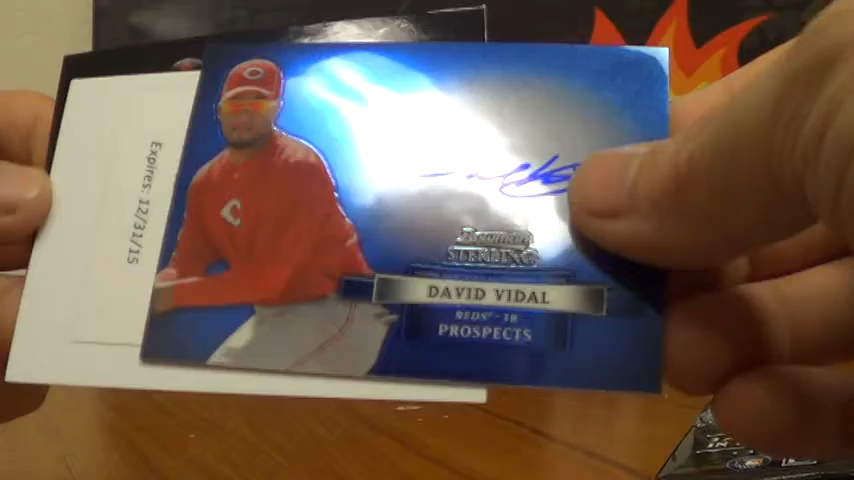 Expires: 12/31/15
Bowman
STERLING
DAVID VIDAL
REDS® - 3B
PROSPECTS